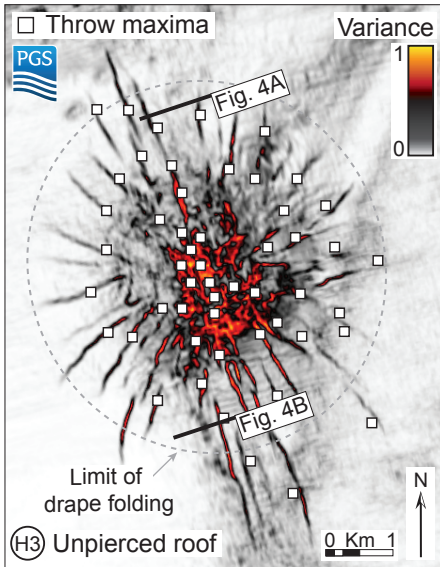 Throw maxima
PGS
Variance
1
0
Fig. 4A
Fig. 4B
Limit of
drape folding
N
H3 Unpierced roof
0 Km 1